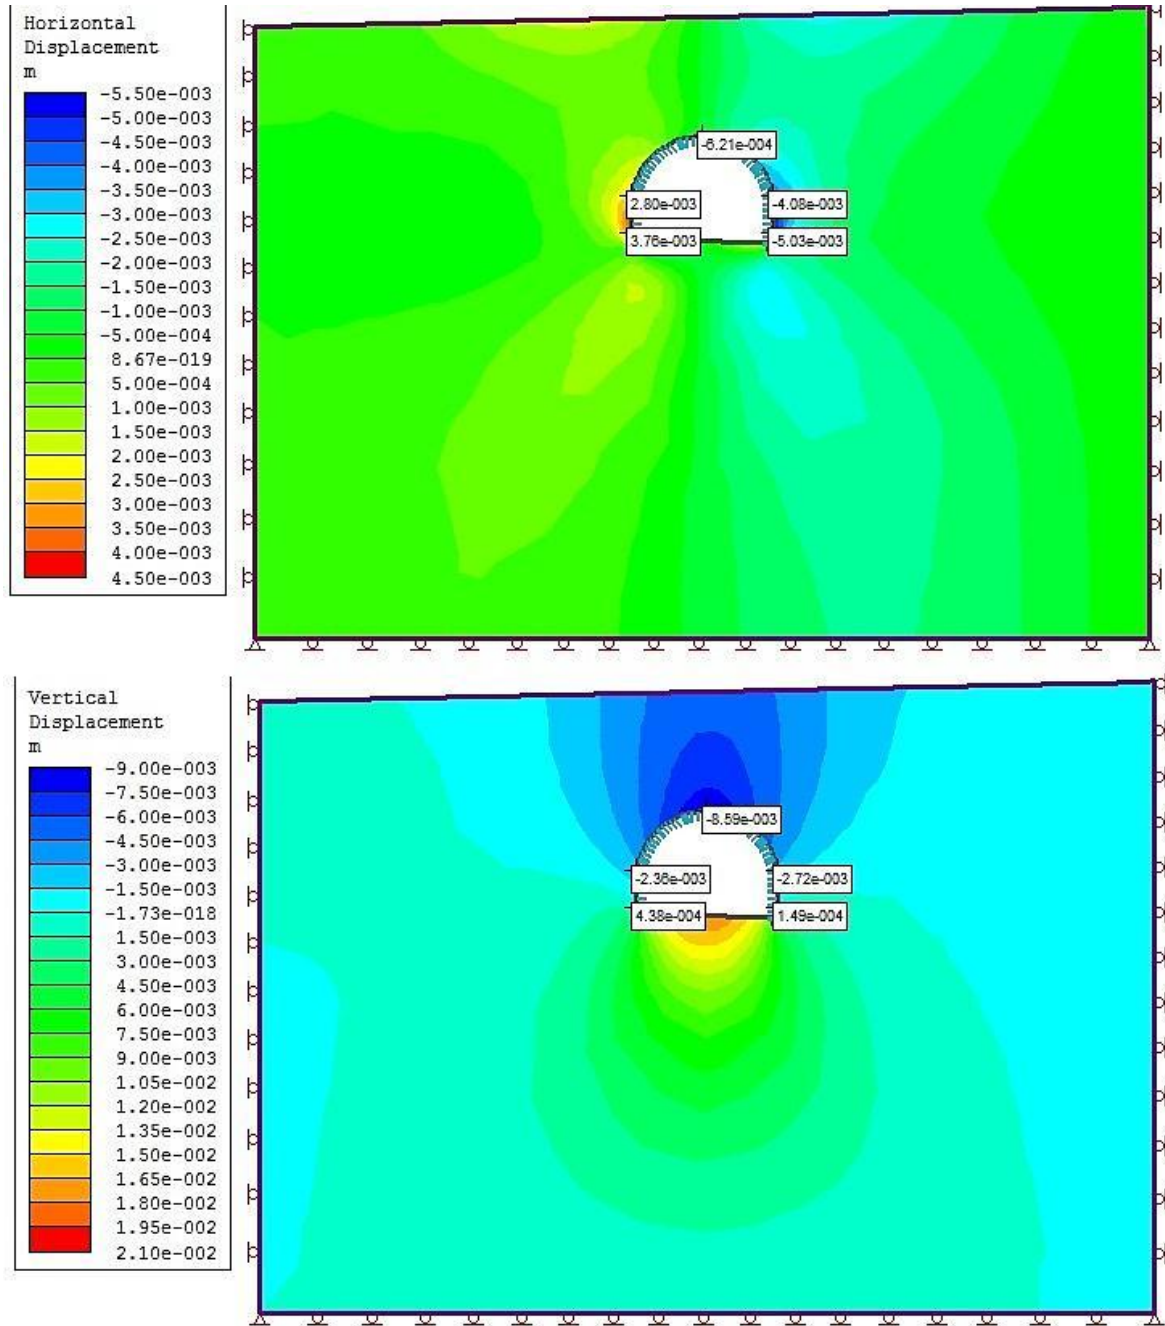 Horizontal
Displacement
m
-5.50e-003
-5.00e-003
-4.50e-003
-4.00e-003
-3.50e-003
-3.00e-003
-2.50e-003
-2.00e-003
-1.50e-003
-1.00e-003
-5.00e-004
8.67e-019
5.00e-004
1.00e-003
1.50e-003
2.00e-003
2.50e-003
3.00e-003
3.50e-003
4.00e-003
4.50e-003
-6.21e-004
2.80e-003
-4.08e-003
3.76e-003
-5.03e-003
Vertical
Displacement
m
-9.00e-003
-7.50e-003
-6.00e-003
-4.50e-003
-3.00e-003
-1.50e-003
-1.73e-018
1.50e-003
3.00e-003
4.50e-003
6.00e-003
7.50e-003
9.00e-003
1.05e-002
1.20e-002
1.35e-002
1.50e-002
1.65e-002
1.80e-002
1.95e-002
2.10e-002
-8.59e-003
-2.36e-003
-2.72e-003
4.38e-004
1.49e-004